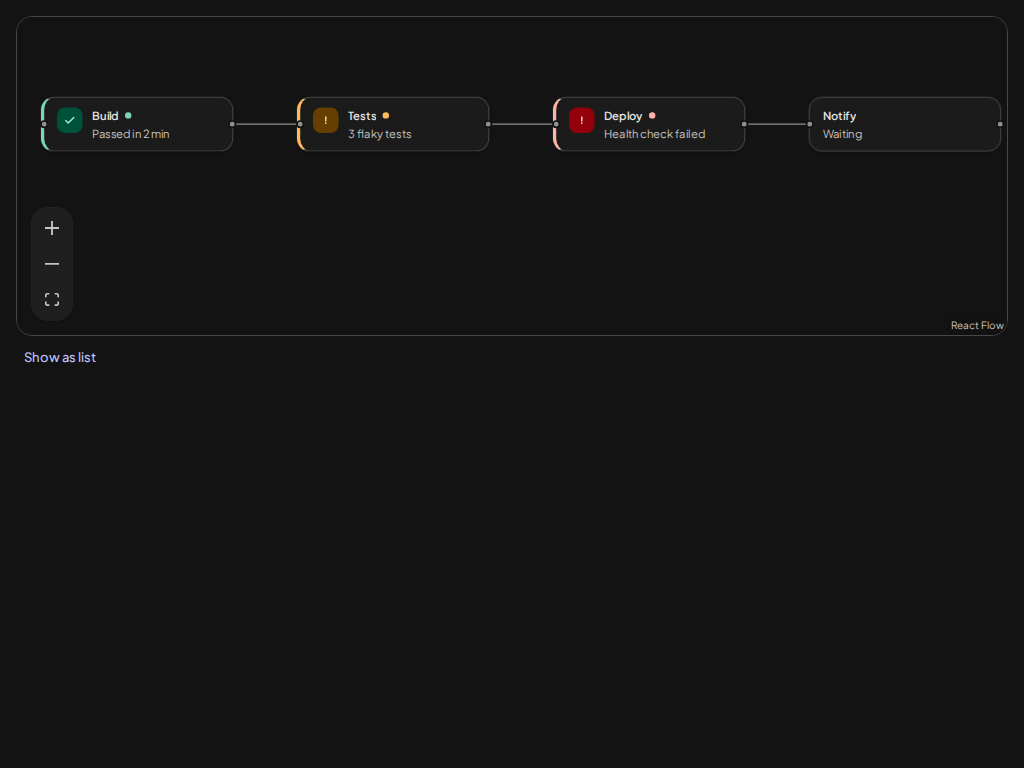 Build
Passed in 2 min
!
Tests
3 flaky tests
!
Deploy
Health check failed
Notify
Waiting
React Flow
Show as list